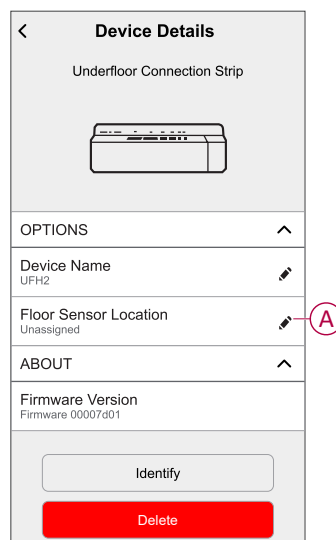 Device Details
Underfloor Connection Strip
OPTIONS
Device Name
UFH2
Floor Sensor Location
Unassigned
A
ABOUT
Firmware Version
Firmware 00007d01
Identify
Delete